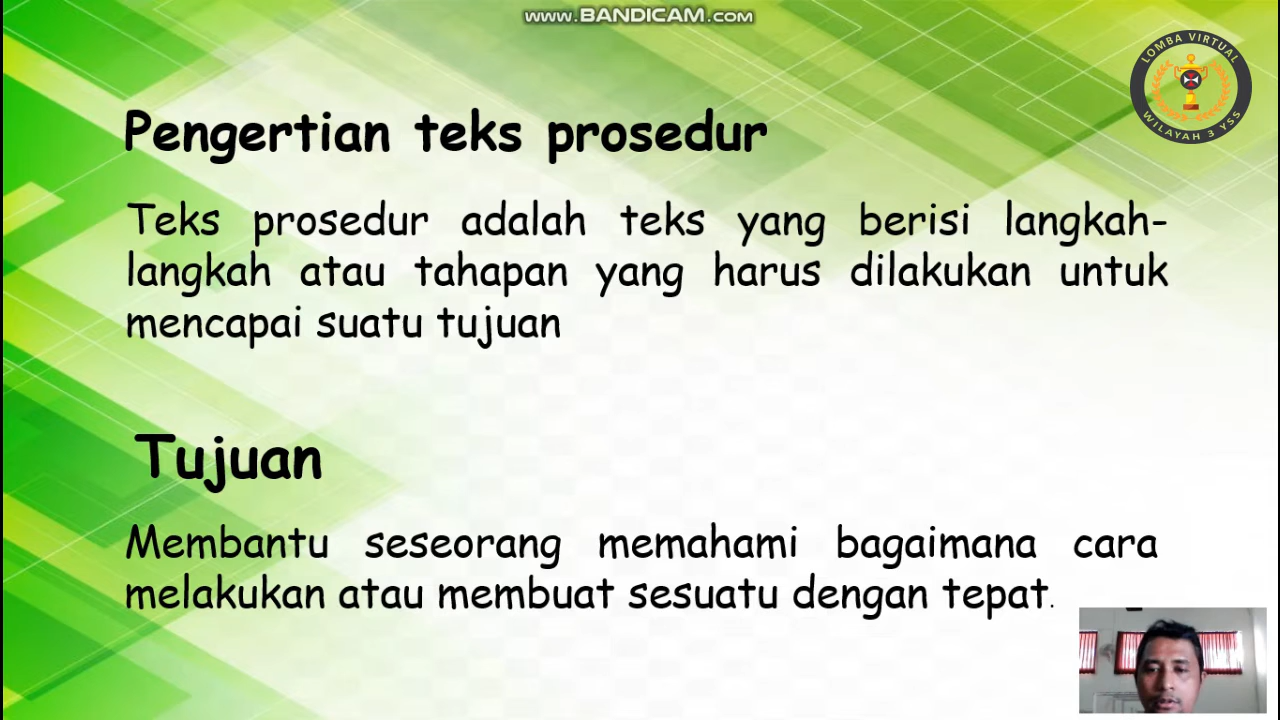 www.BANDICAM.com
LOMBA VIRTUAL
WILAYAH 3 YSS
Pengertian teks prosedur
Teks prosedur adalah teks yang berisi langkah-
langkah atau tahapan yang harus dilakukan untuk
mencapai suatu tujuan
Tujuan
Membantu seseorang memahami bagaimana cara
melakukan atau membuat sesuatu dengan tepat.